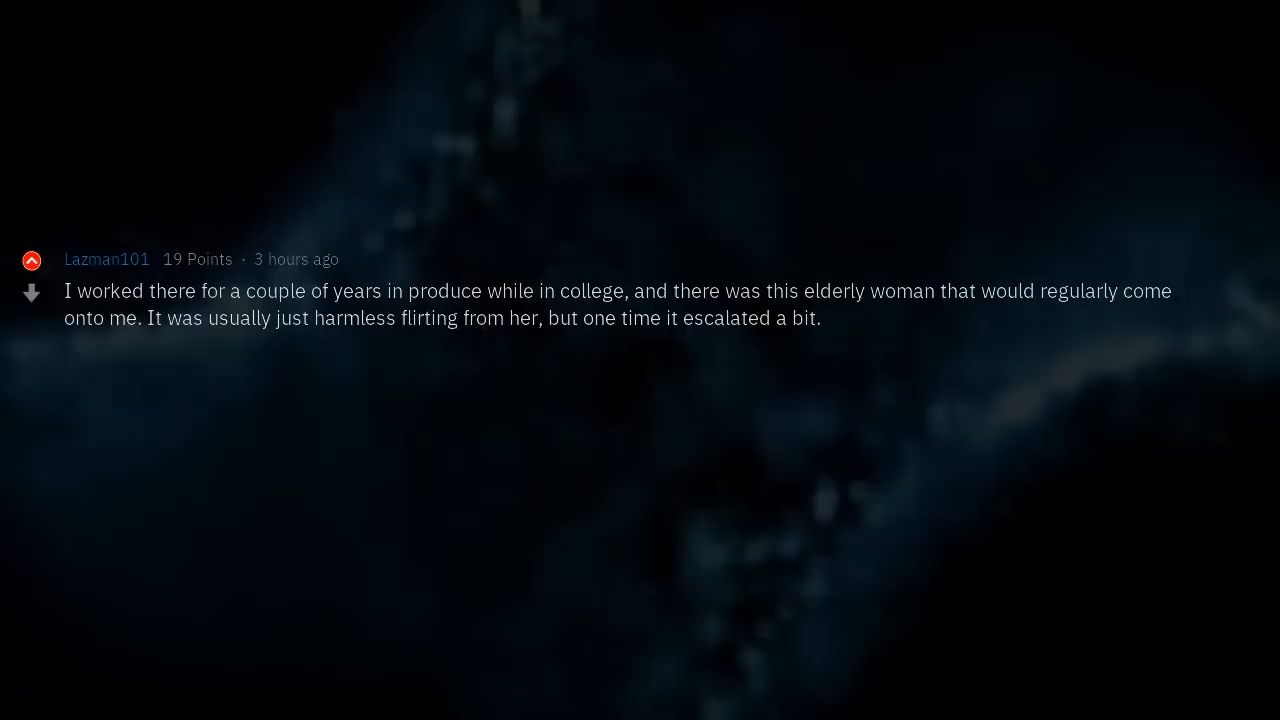 Lazman101 19 Points · 3 hours ago
I worked there for a couple of years in produce while in college, and there was this elderly woman that would regularly come
onto me. It was usually just harmless flirting from her, but one time it escalated a bit.